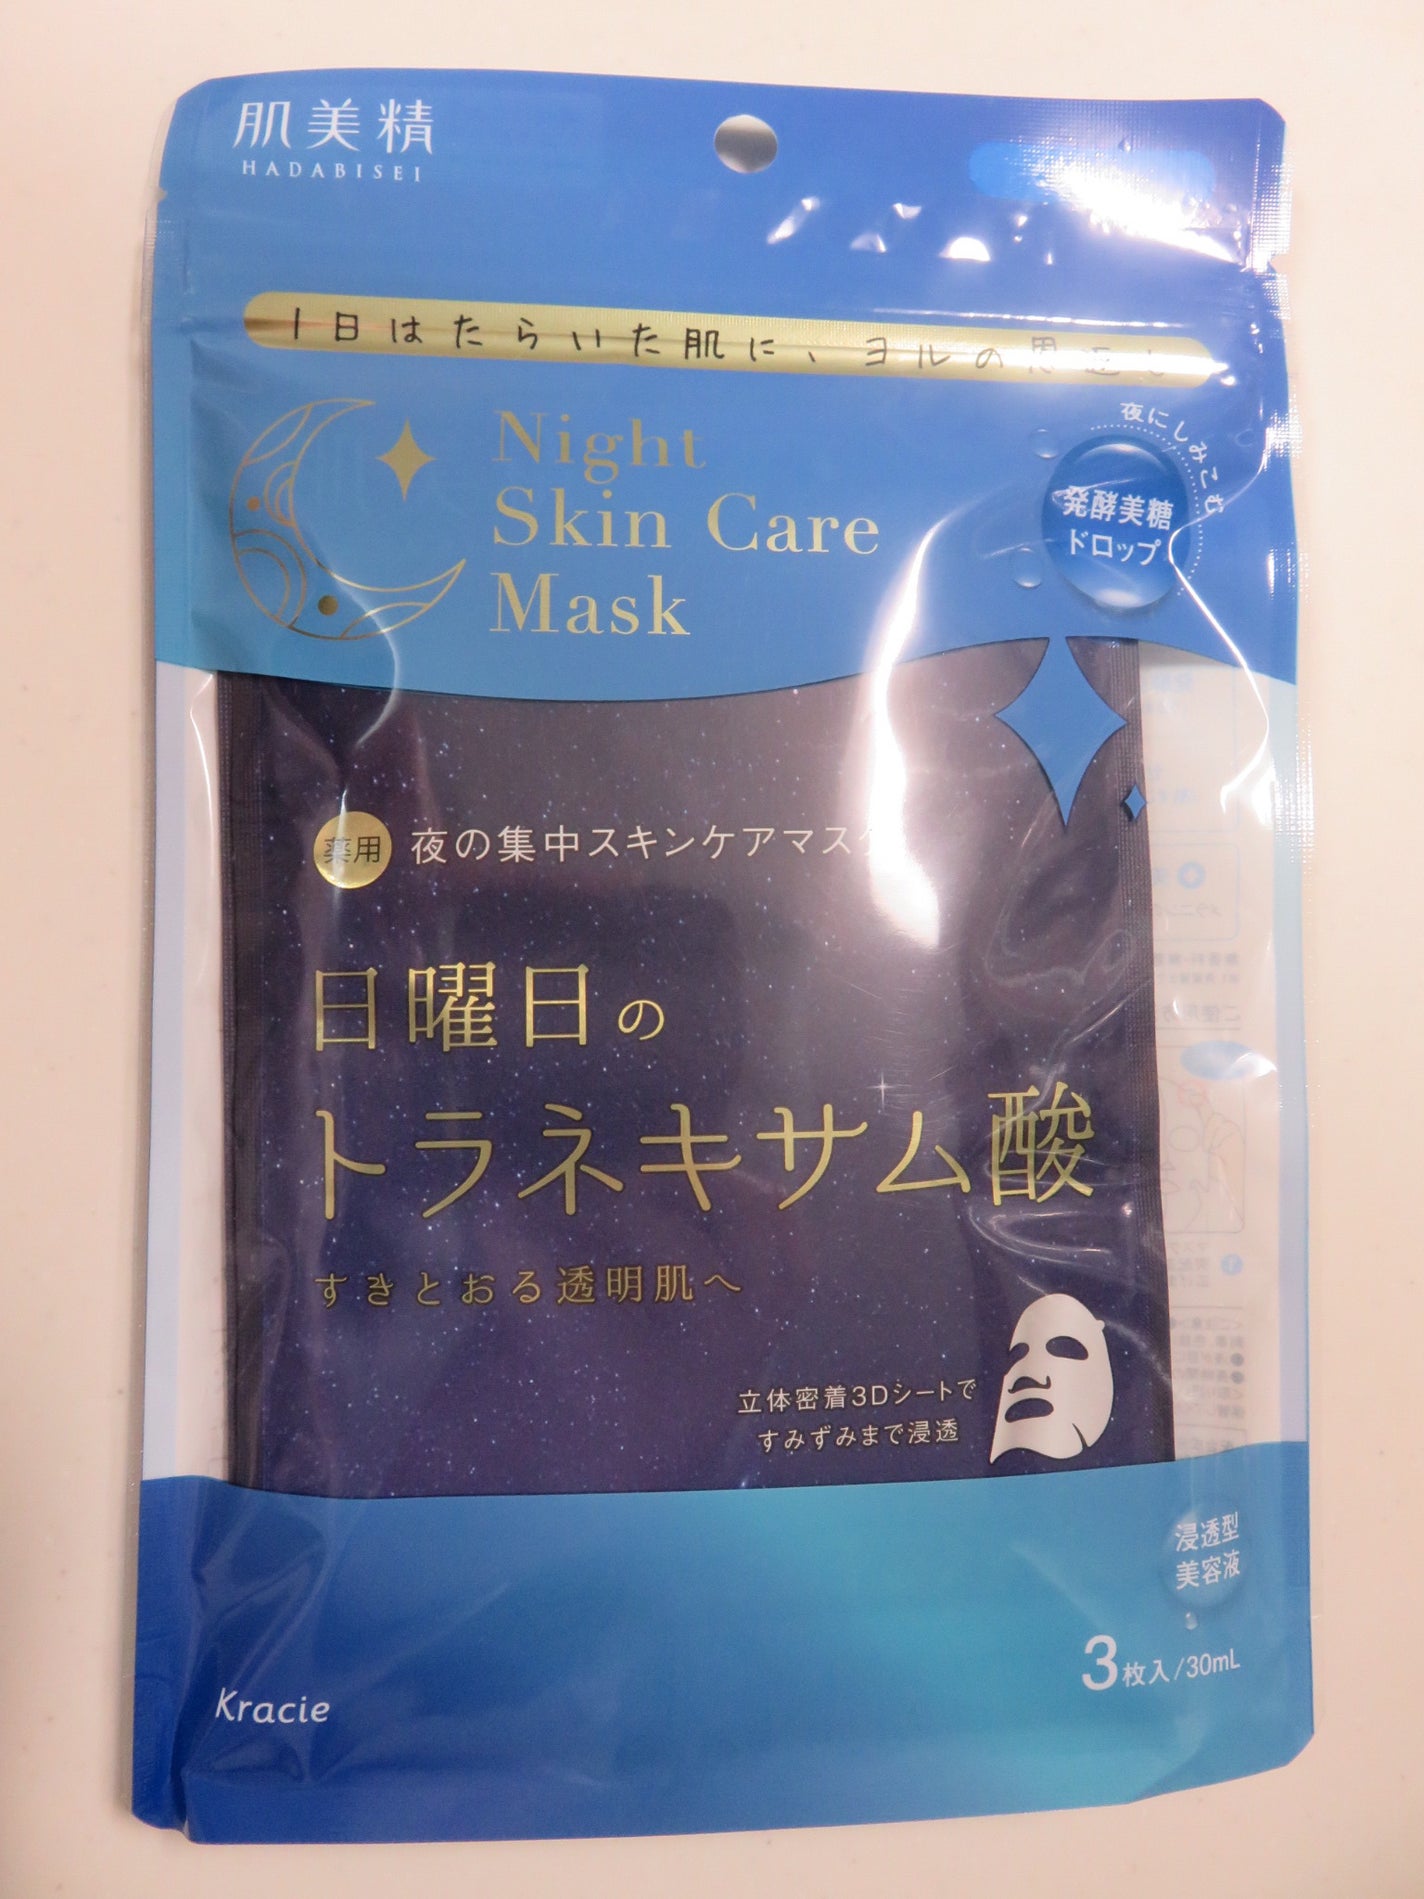 肌美精
HADABISEI
1日はたらいた肌に、ヨルの恩返し
Night
Skin Care
Mask
夜にしみこむ
発酵美糖
ドロップ
薬用 夜の集中スキンケアマスク
日曜日の
トラネキサム酸
すきとおる透明肌へ
立体密着3Dシートで
すみずみまで浸透
浸透型
美容液
3枚入/30mL
Kracie